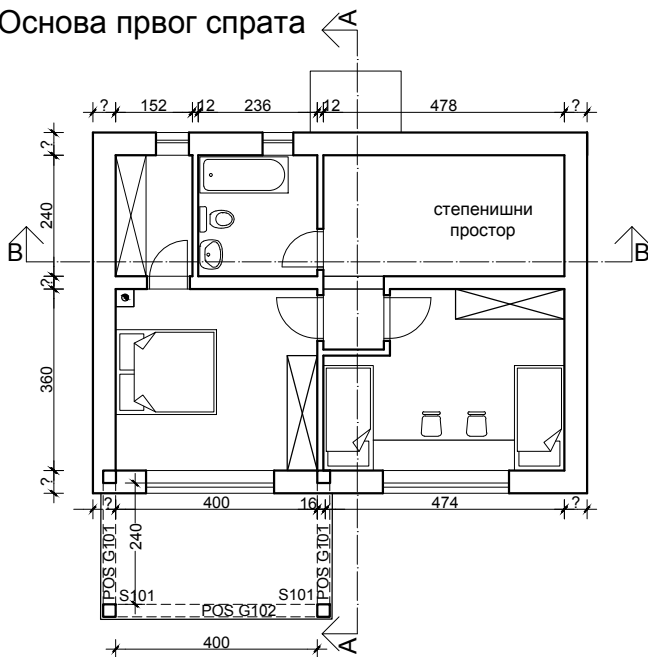 Основа првог спрата
A
? 152 12 236 12 478 ?
?
240
степенишни
простор
B
B
?
360
?
? 400 16 474 ?
POS G101
240
POS G101
S101
S101
POS G102
400
A